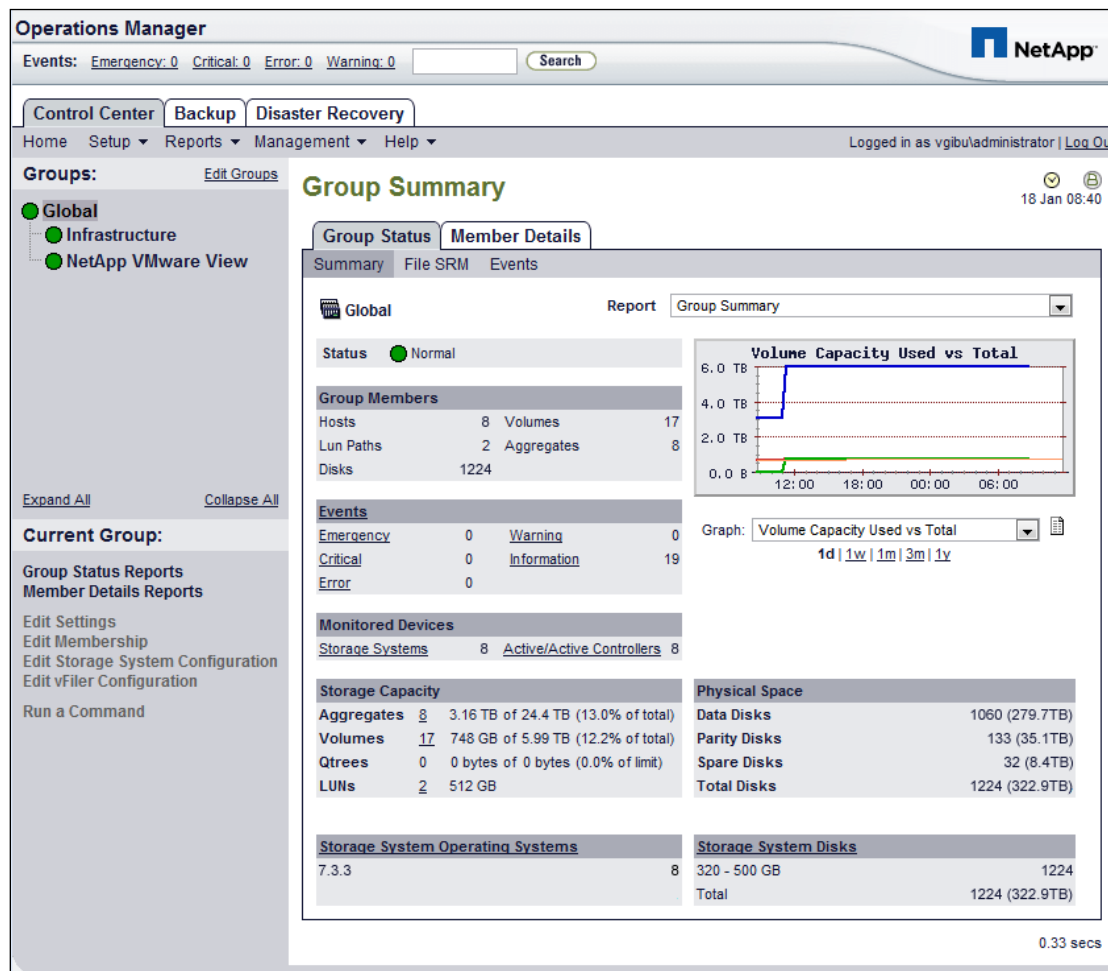 Operations Manager
NetApp
Events: Emergency: 0 Critical: 0 Error: 0 Warning: 0 Search
Control Center Backup Disaster Recovery
Home Setup Reports Management Help Logged in as vgibu\administrator | Log Ou
Groups: Edit Groups
Global
Infrastructure
NetApp VMware View
Expand All Collapse All
Current Group:
Group Status Reports
Member Details Reports
Edit Settings
Edit Membership
Edit Storage System Configuration
Edit vFiler Configuration
Run a Command
Group Summary
18 Jan 08:40
Group Status Member Details
Summary File SRM Events
Global Report Group Summary
Status Normal
Group Members
Hosts 8 Volumes 17
Lun Paths 2 Aggregates 8
Disks 1224
Events
Emergency 0 Warning 0
Critical 0 Information 19
Error 0
Monitored Devices
Storage Systems 8 Active/Active Controllers 8
Volume Capacity Used vs Total
6.0 TB
4.0 TB
2.0 TB
0.0 B
12:00 18:00 00:00 06:00
Graph: Volume Capacity Used vs Total
1d | 1w | 1m | 3m | 1y
Storage Capacity
Aggregates 8 3.16 TB of 24.4 TB (13.0% of total)
Volumes 17 748 GB of 5.99 TB (12.2% of total)
Qtrees 0 0 bytes of 0 bytes (0.0% of limit)
LUNs 2 512 GB
Physical Space
Data Disks 1060 (279.7TB)
Parity Disks 133 (35.1TB)
Spare Disks 32 (8.4TB)
Total Disks 1224 (322.9TB)
Storage System Operating Systems
7.3.3 8
Storage System Disks
320 - 500 GB 1224
Total 1224 (322.9TB)
0.33 secs